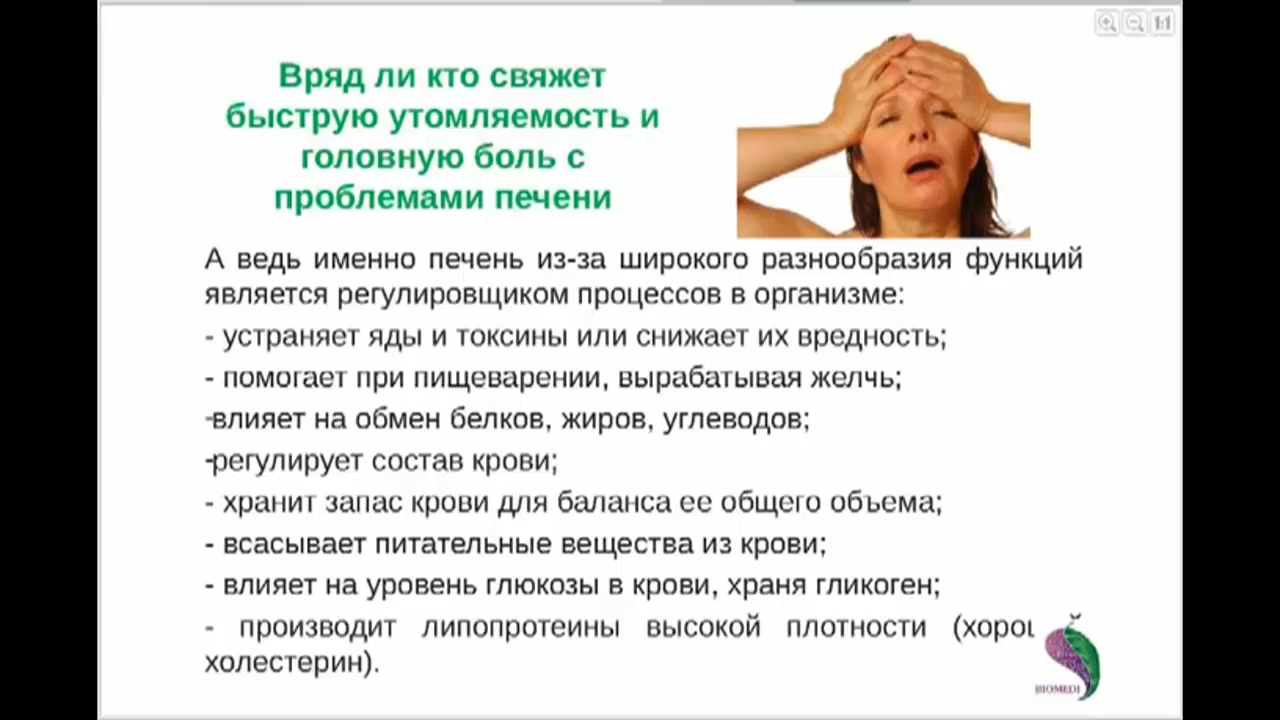 Вряд ли кто свяжет
быструю утомляемость и
головную боль с
проблемами печени
А ведь именно печень из-за широкого разнообразия функций
является регулировщиком процессов в организме:
- устраняет яды и токсины или снижает их вредность;
- помогает при пищеварении, вырабатывая желчь;
-влияет на обмен белков, жиров, углеводов;
-регулирует состав крови;
- хранит запас крови для баланса ее общего объема;
- всасывает питательные вещества из крови;
- влияет на уровень глюкозы в крови, храня гликоген;
- производит липопротеины высокой плотности
холестерин).
BIOMEDI
1:1